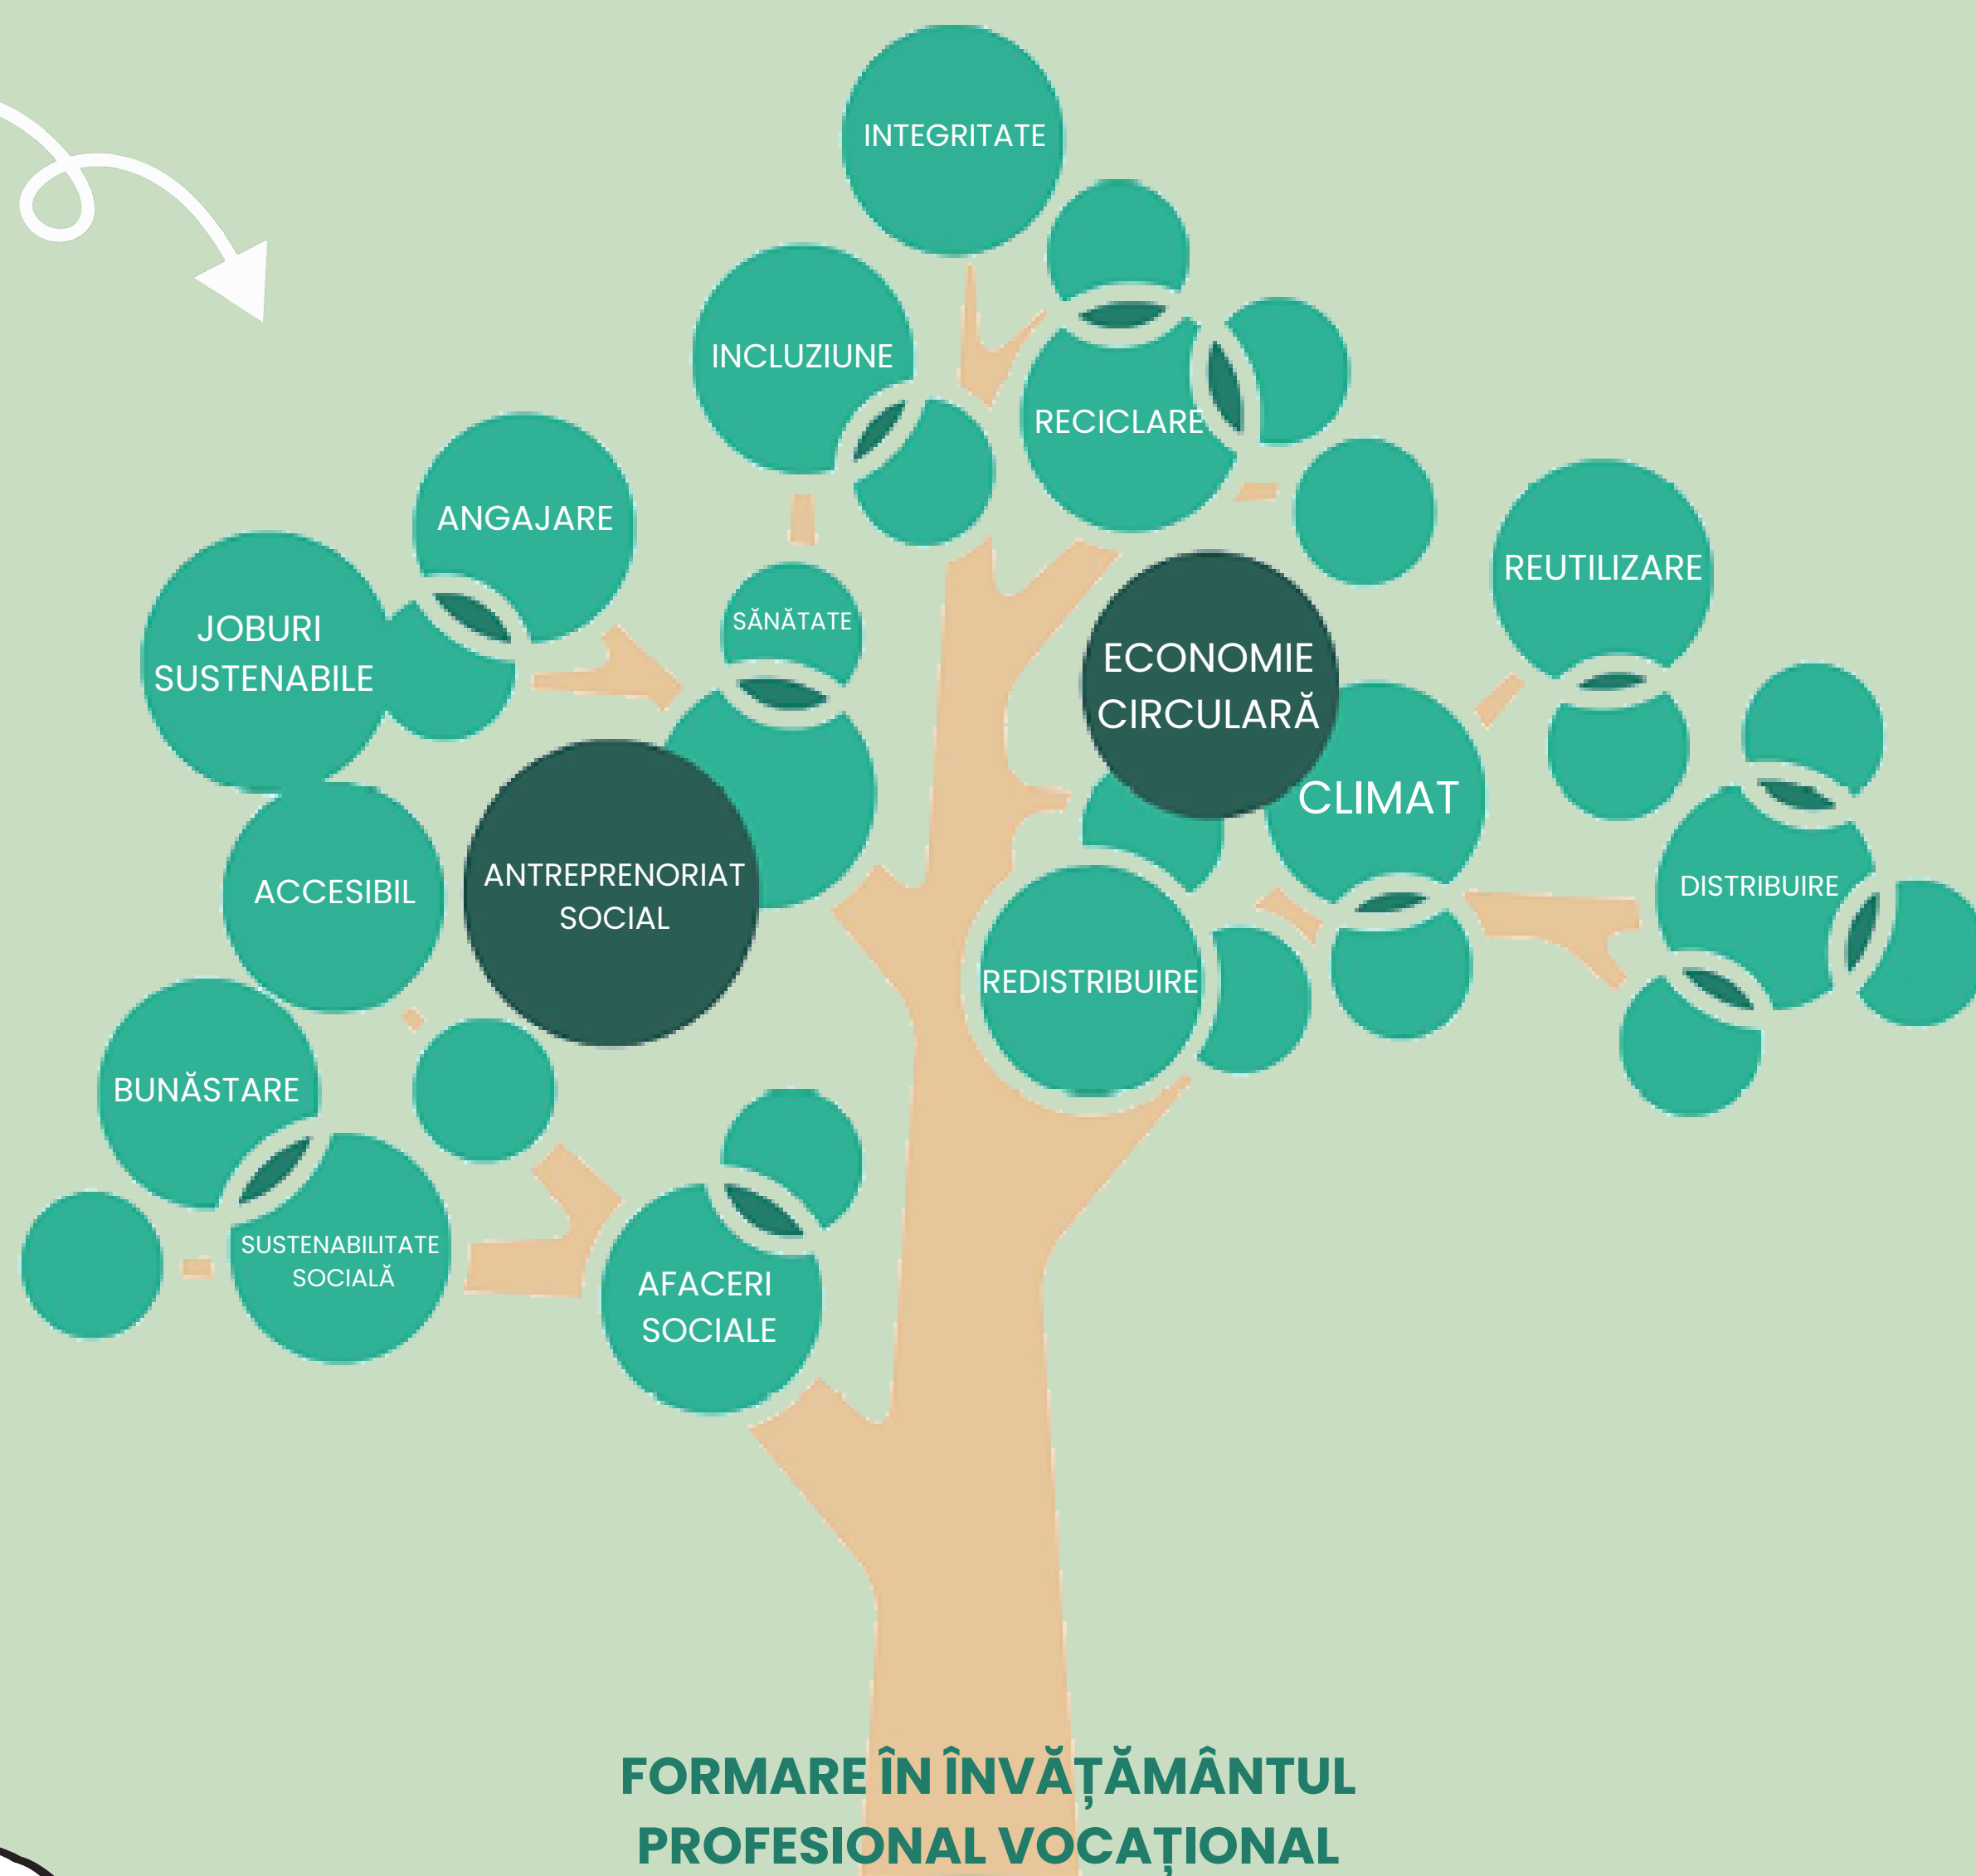 INTEGRITATE
INCLUZIUNE
RECICLARE
ANGAJARE
REUTILIZARE
SĂNĂTATE
JOBURI
SUSTENABILE
ECONOMIE
CIRCULARĂ
CLIMAT
ANTREPRENORIAT
SOCIAL
ACCESIBIL
DISTRIBUIRE
REDISTRIBUIRE
BUNĂSTARE
SUSTENABILITATE
SOCIALĂ
AFACERI
SOCIALE
FORMARE ÎN ÎNVĂȚĂMÂNTUL
PROFESIONAL VOCAȚIONAL